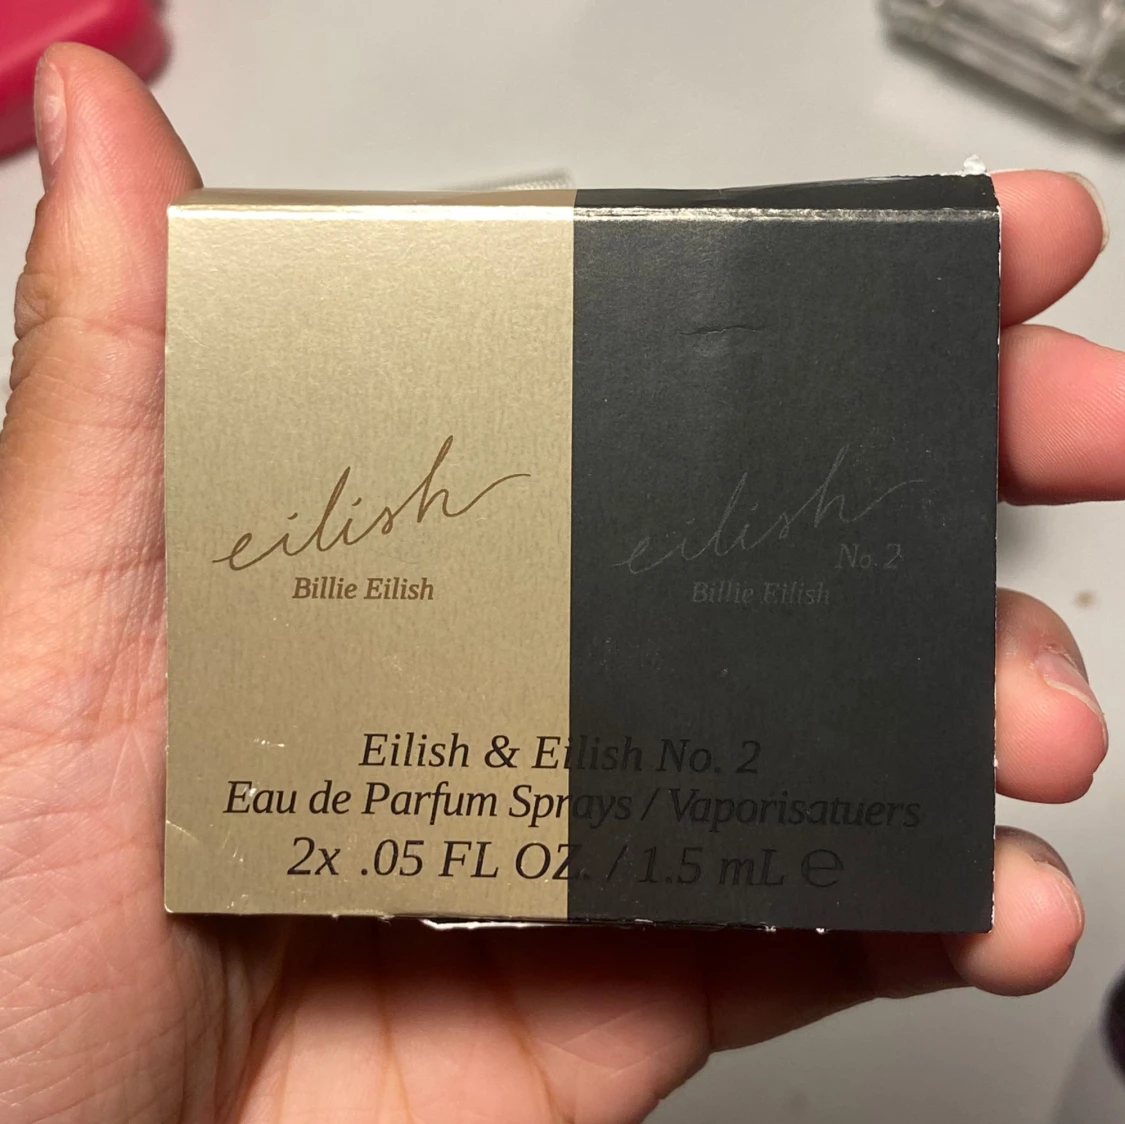 eilish
Billie Eilish
eilish
No. 2
Billie Eilish
Eilish & Eilish No. 2
Eau de Parfum Sprays / Vaporisatuers
2x .05 FL OZ. / 1.5 mL ℮